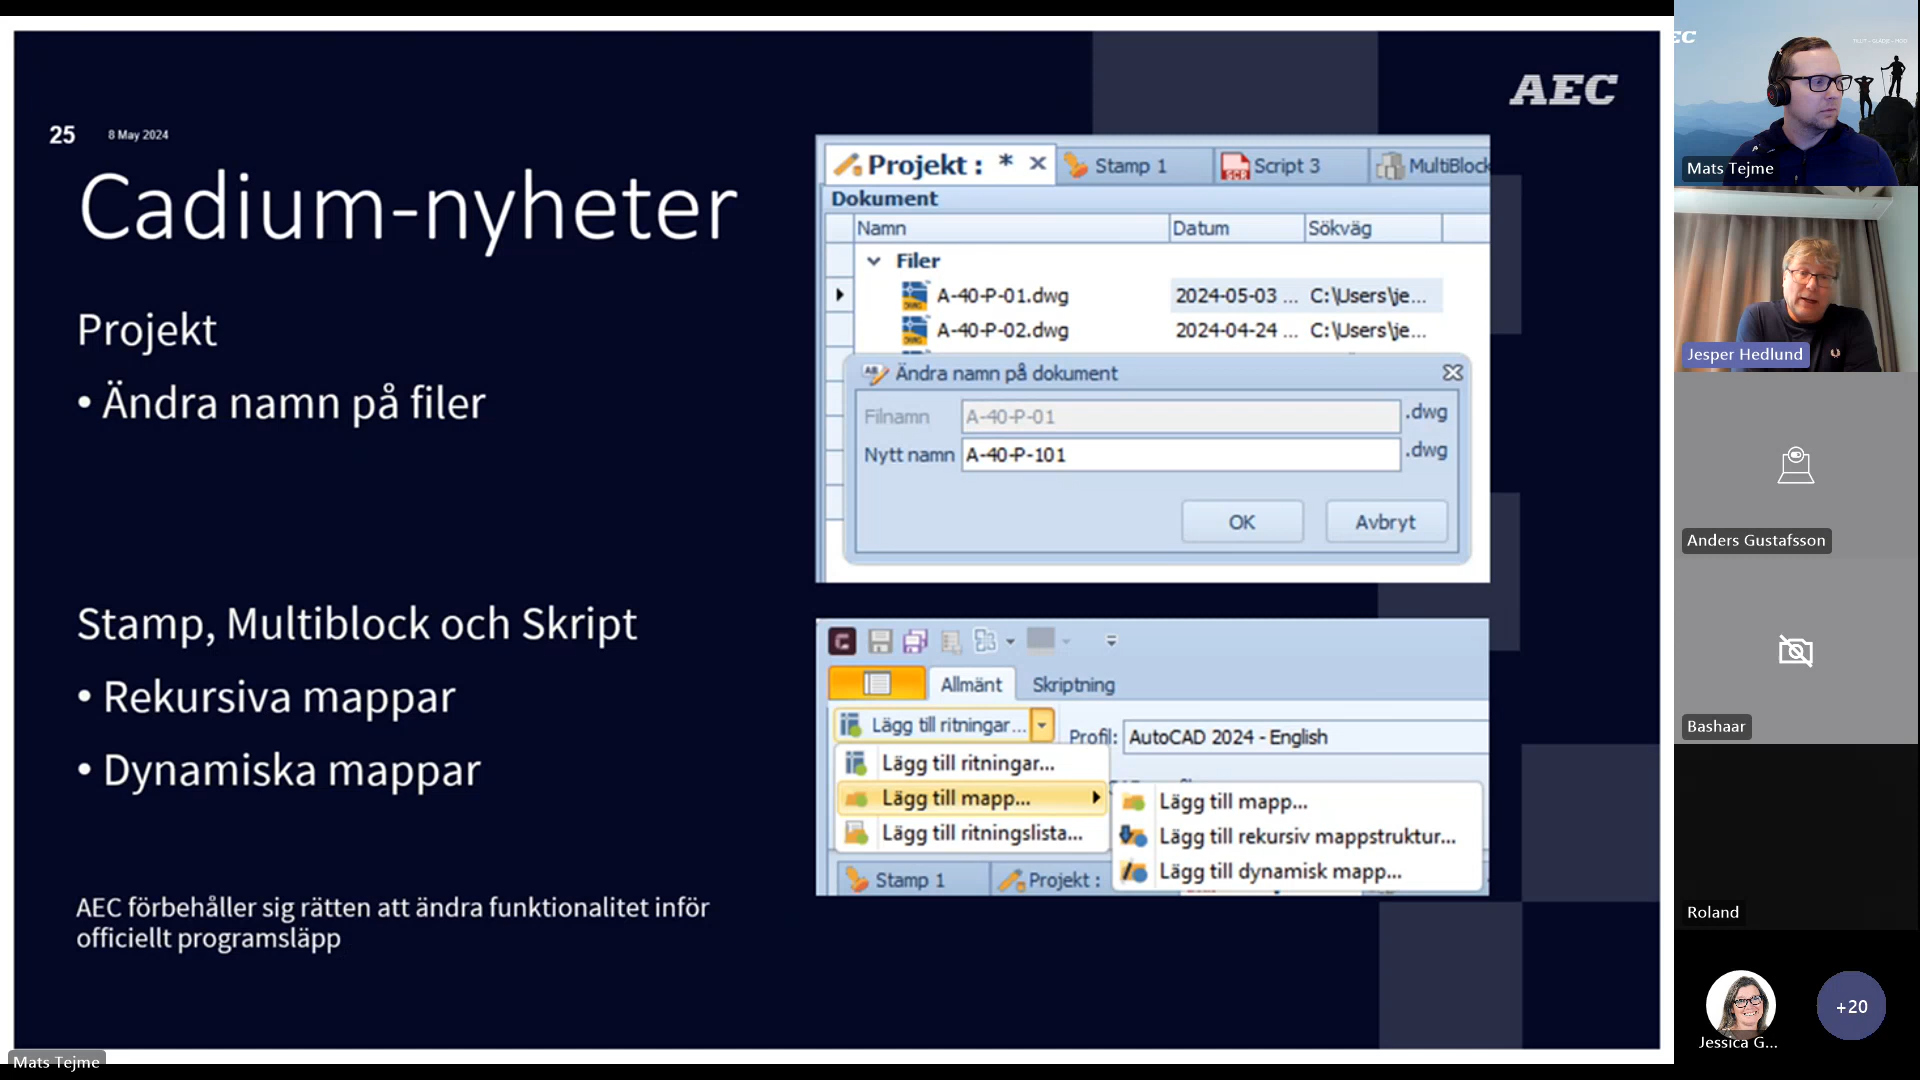 AEC
25
8 May 2024
Cadium-nyheter
Projekt
• Ändra namn på filer
Stamp, Multiblock och Skript
• Rekursiva mappar
• Dynamiska mappar
AEC förbehåller sig rätten att ändra funktionalitet inför
officiellt programsläpp
Projekt : *
Stamp 1
Script 3
MultiBlock
Dokument
Namn
Datum
Sökväg
Filer
A-40-P-01.dwg
2024-05-03 ...
C:\Users\je...
A-40-P-02.dwg
2024-04-24 ...
C:\Users\je...
Ändra namn på dokument
Filnamn
A-40-P-01
.dwg
Nytt namn
A-40-P-101
.dwg
OK
Avbryt
Allmänt
Skriptning
Lägg till ritningar...
Profil:
AutoCAD 2024 - English
Lägg till ritningar...
Lägg till mapp...
Lägg till ritningslista...
Lägg till mapp...
Lägg till rekursiv mappstruktur...
Lägg till dynamisk mapp...
Stamp 1
Projekt :
Mats Tejme
Mats Tejme
Jesper Hedlund
Anders Gustafsson
Bashaar
Roland
Jessica G...
+20